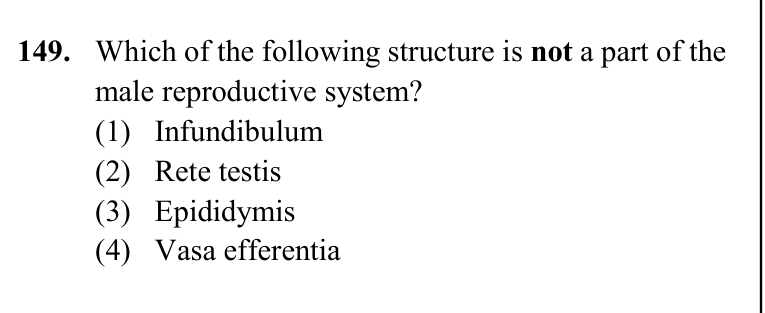 149. Which of the following structure is not a part of the
male reproductive system?
(1) Infundibulum
(2) Rete testis
(3) Epididymis
(4) Vasa efferentia